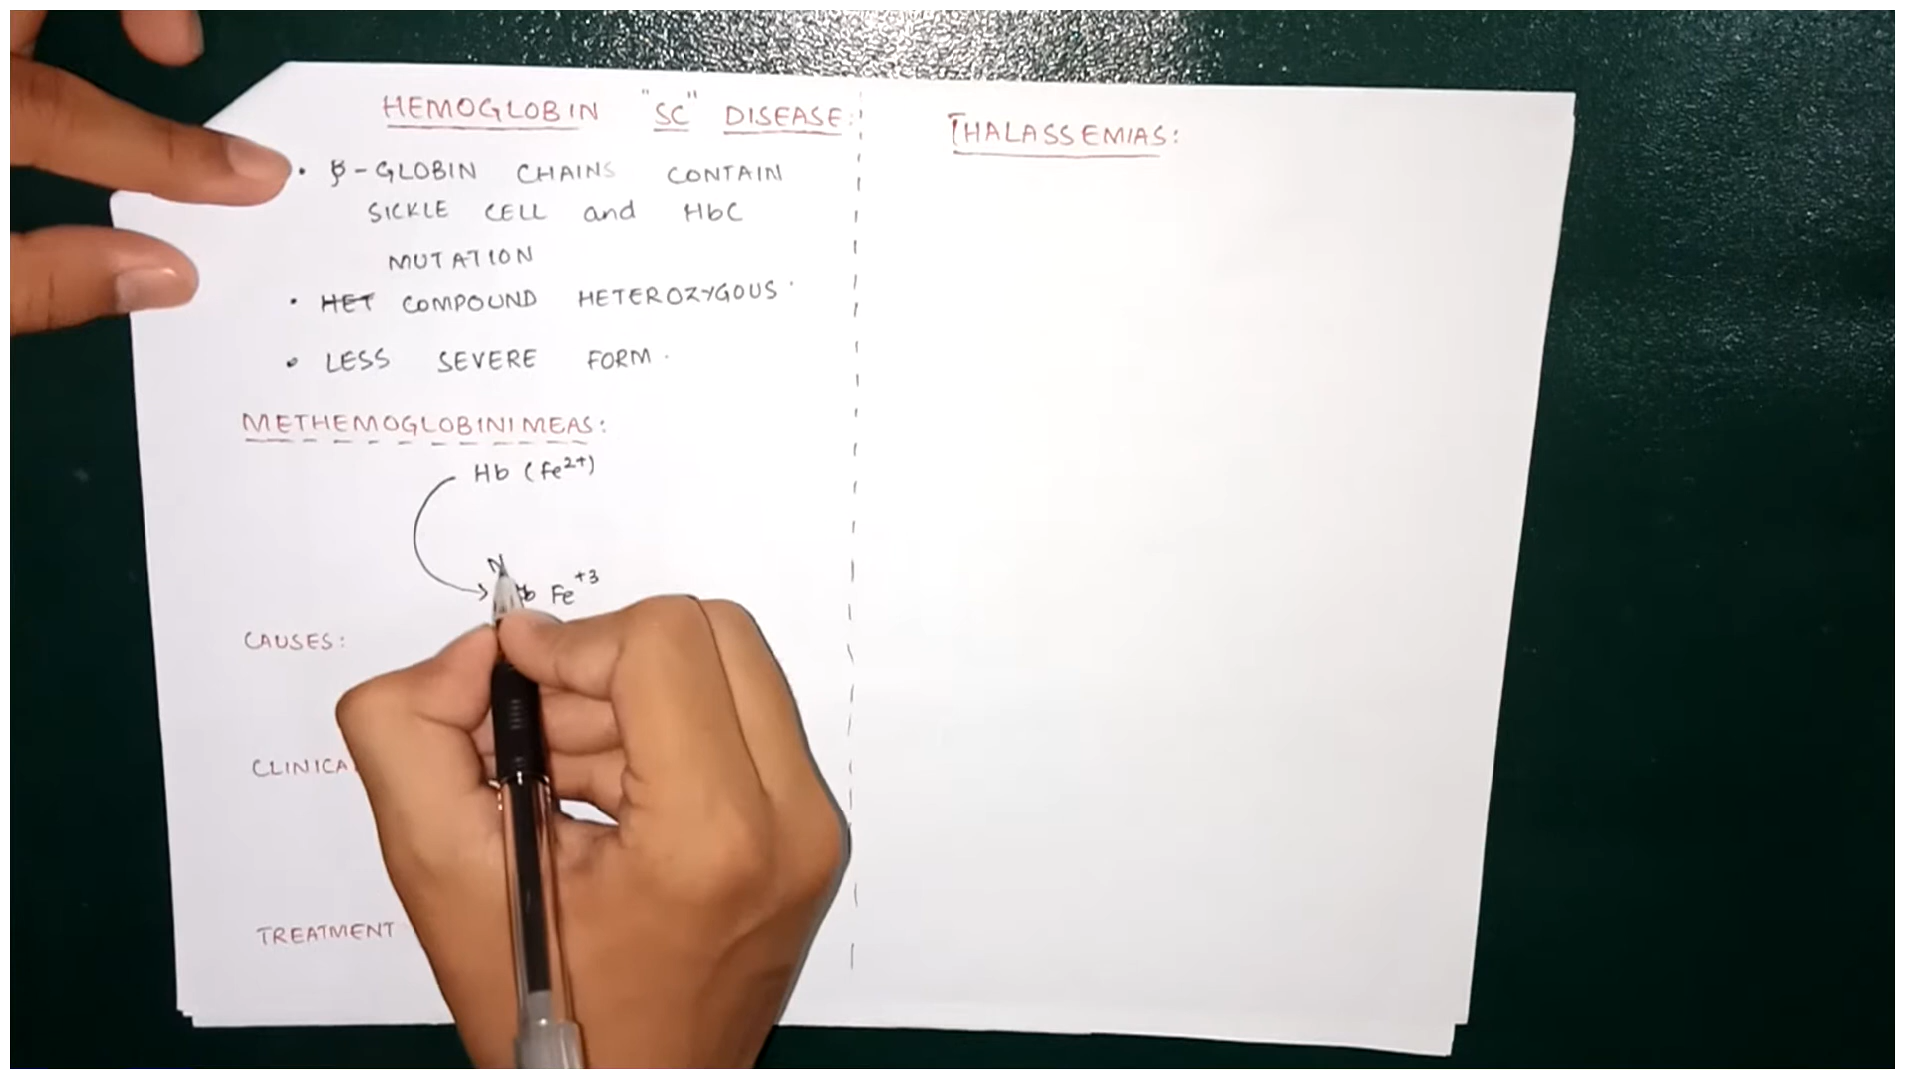 HEMOGLOBIN "SC" DISEASE:
• β-GLOBIN CHAINS CONTAIN
SICKLE CELL and HbC
MUTATION
• HET COMPOUND HETEROZYGOUS.
• LESS SEVERE FORM.
METHEMOGLOBINIMEAS:
Hb (Fe2+)
Fe+3
CAUSES:
TREATMENT
THALASSEMIAS: